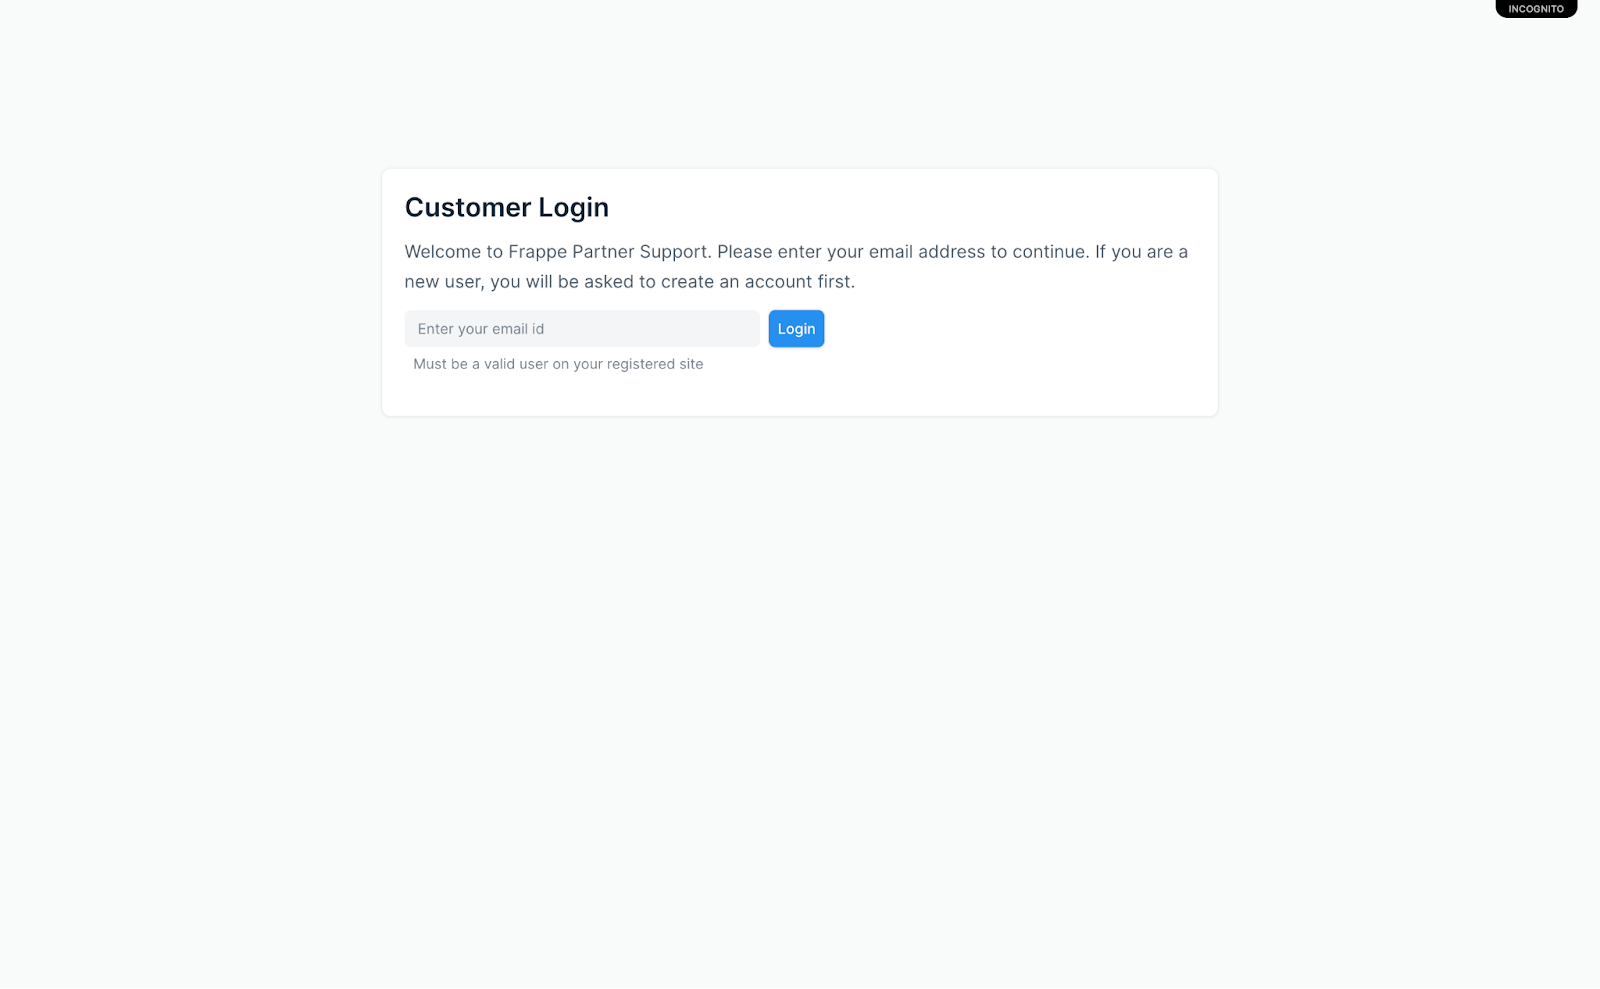 INCOGNITO
Customer Login
Welcome to Frappe Partner Support. Please enter your email address to continue. If you are a
new user, you will be asked to create an account first.
Enter your email id
Login
Must be a valid user on your registered site